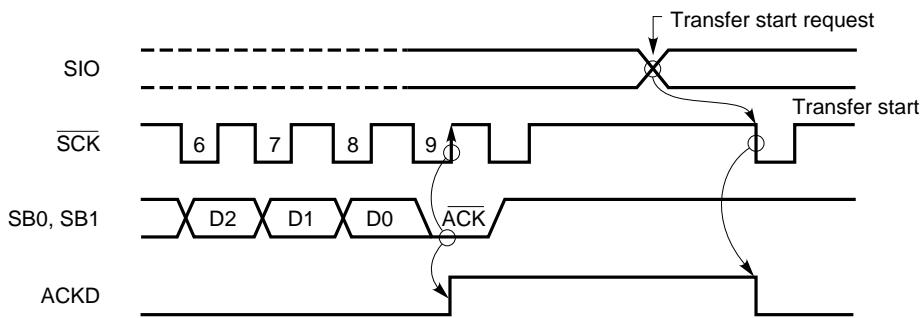 Transfer start request
SIO
Transfer start
SCK
6 7 8 9
SB0, SB1
D2 D1 D0 ACK
ACKD